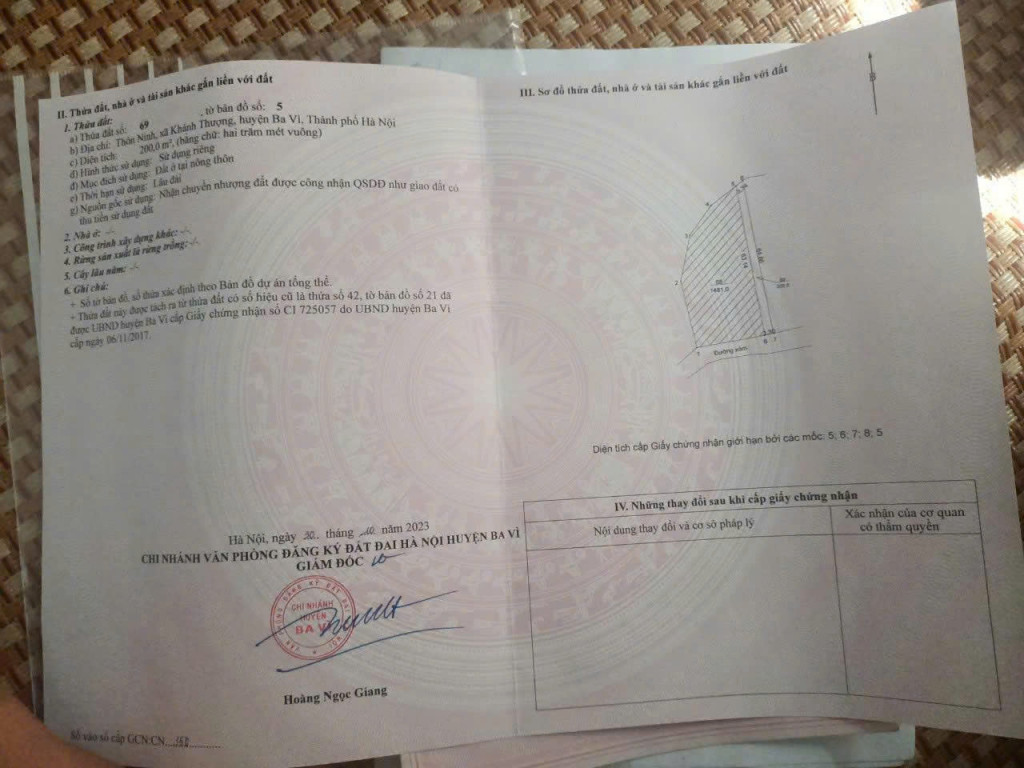 II. Thửa đất, nhà ở và tài sản khác gắn liền với đất
1. Thửa đất:
a) Thửa đất số: 69 , tờ bản đồ số: 5
b) Địa chỉ: Thôn Ninh, xã Khánh Thượng, huyện Ba Vì, Thành phố Hà Nội
c) Diện tích: 200,0 m², (bằng chữ: hai trăm mét vuông)
d) Hình thức sử dụng: Sử dụng riêng
đ) Mục đích sử dụng: Đất ở tại nông thôn
e) Thời hạn sử dụng: Lâu dài
g) Nguồn gốc sử dụng: Nhận chuyển nhượng đất được công nhận QSDĐ như giao đất có
thu tiền sử dụng đất
2. Nhà ở: -/-
3. Công trình xây dựng khác: -/-
4. Rừng sản xuất là rừng trồng: -/-
5. Cây lâu năm: -/-
6. Ghi chú:
+ Số tờ bản đồ, số thửa xác định theo Bản đồ dự án tổng thể.
+ Thửa đất này được tách ra từ thửa đất có số hiệu cũ là thửa số 42, tờ bản đồ số 21 đã
được UBND huyện Ba Vì cấp Giấy chứng nhận số CI 725057 do UBND huyện Ba Vì
cấp ngày 06/11/2017.
Hà Nội, ngày tháng 10 năm 2023
CHI NHÁNH VĂN PHÒNG ĐĂNG KÝ ĐẤT ĐAI HÀ NỘI HUYỆN BA VÌ
GIÁM ĐỐC
CHI NHÁNH
HUYỆN
BA VÌ
Hoàng Ngọc Giang
Số vào sổ cấp GCN:CN
III. Sơ đồ thửa đất, nhà ở và tài sản khác gắn liền với đất
B
Đường xóm
Diện tích cấp Giấy chứng nhận giới hạn bởi các mốc: 5; 6; 7; 8; 5
IV. Những thay đổi sau khi cấp giấy chứng nhận
Nội dung thay đổi và cơ sở pháp lý
Xác nhận của cơ quan
có thẩm quyền